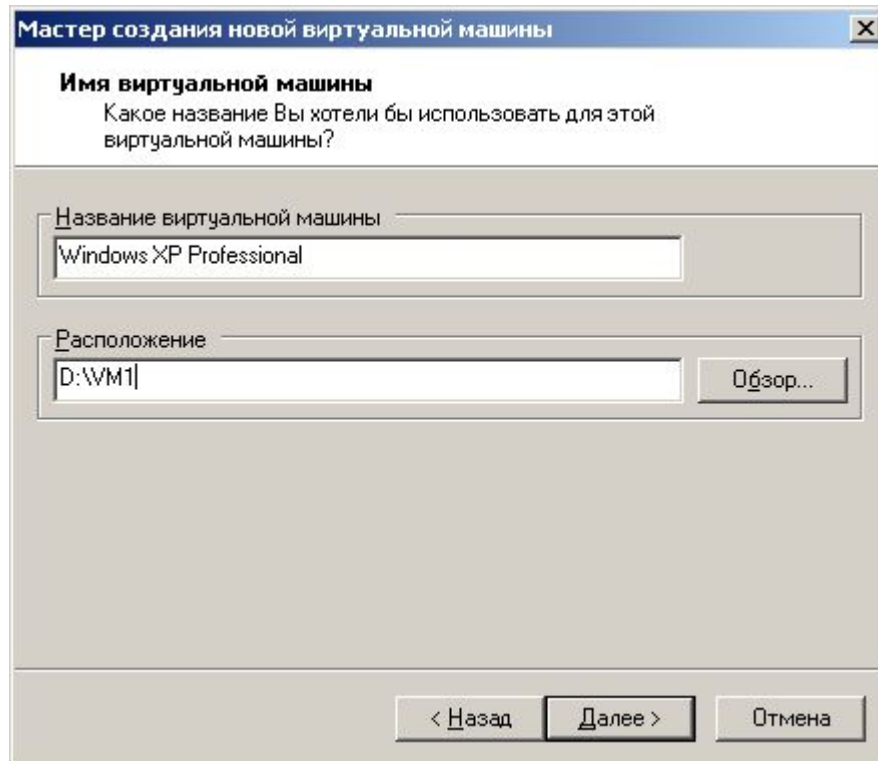 Мастер создания новой виртуальной машины
Имя виртуальной машины
Какое название Вы хотели бы использовать для этой
виртуальной машины?
Название виртуальной машины
Windows XP Professional
Расположение
D:\VM1
Обзор...
< Назад Далее > Отмена